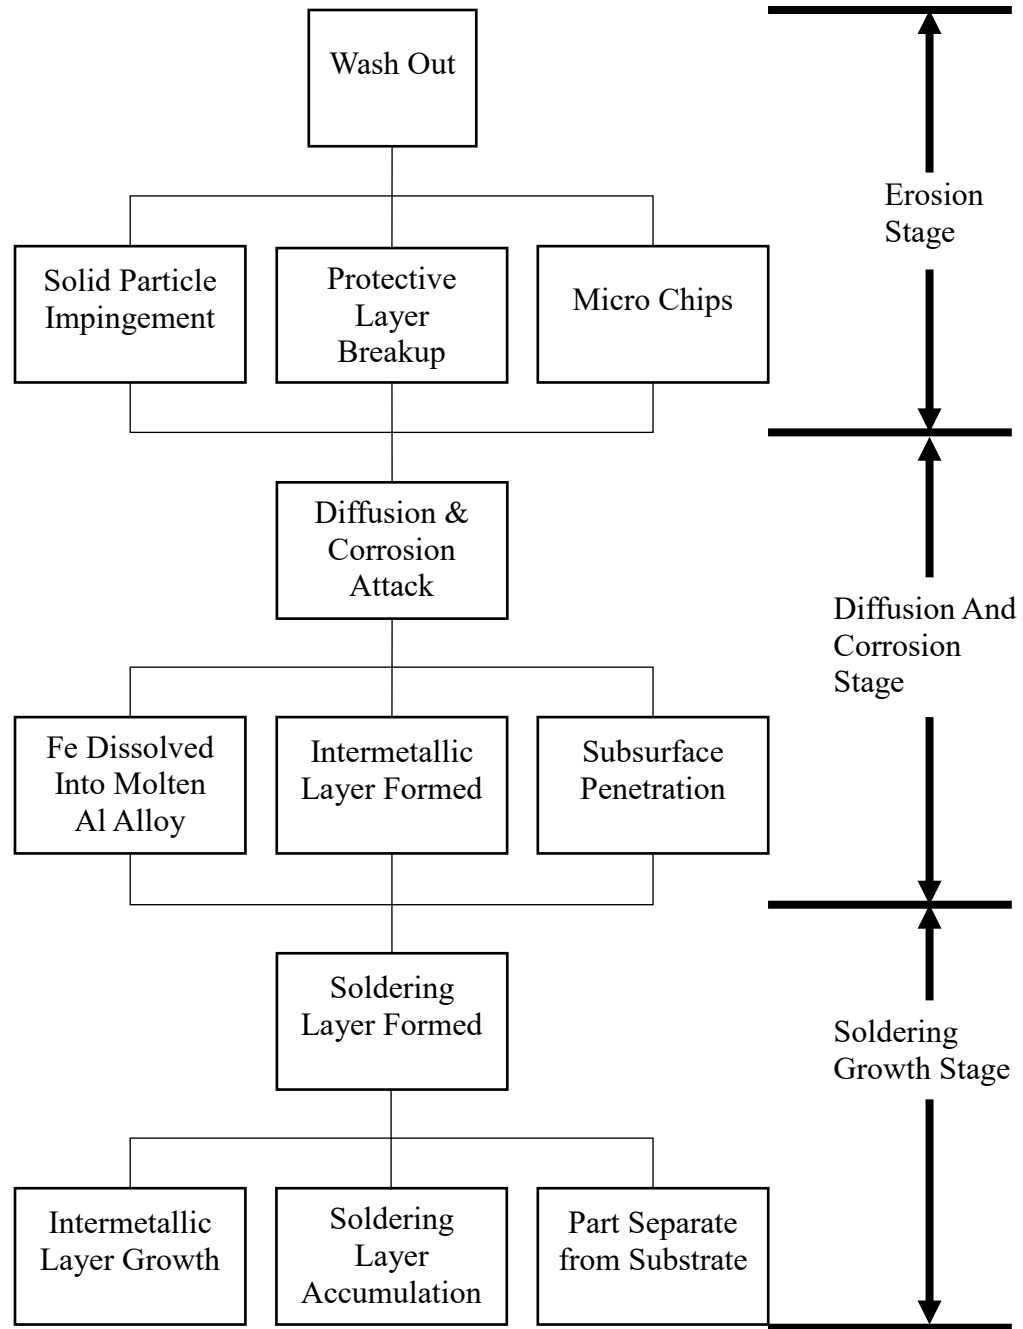 Wash Out
Erosion
Stage
Solid Particle
Impingement
Protective
Layer
Breakup
Micro Chips
Diffusion &
Corrosion
Attack
Diffusion And
Corrosion
Stage
Fe Dissolved
Into Molten
Al Alloy
Intermetallic
Layer Formed
Subsurface
Penetration
Soldering
Layer Formed
Soldering
Growth Stage
Intermetallic
Layer Growth
Soldering
Layer
Accumulation
Part Separate
from Substrate